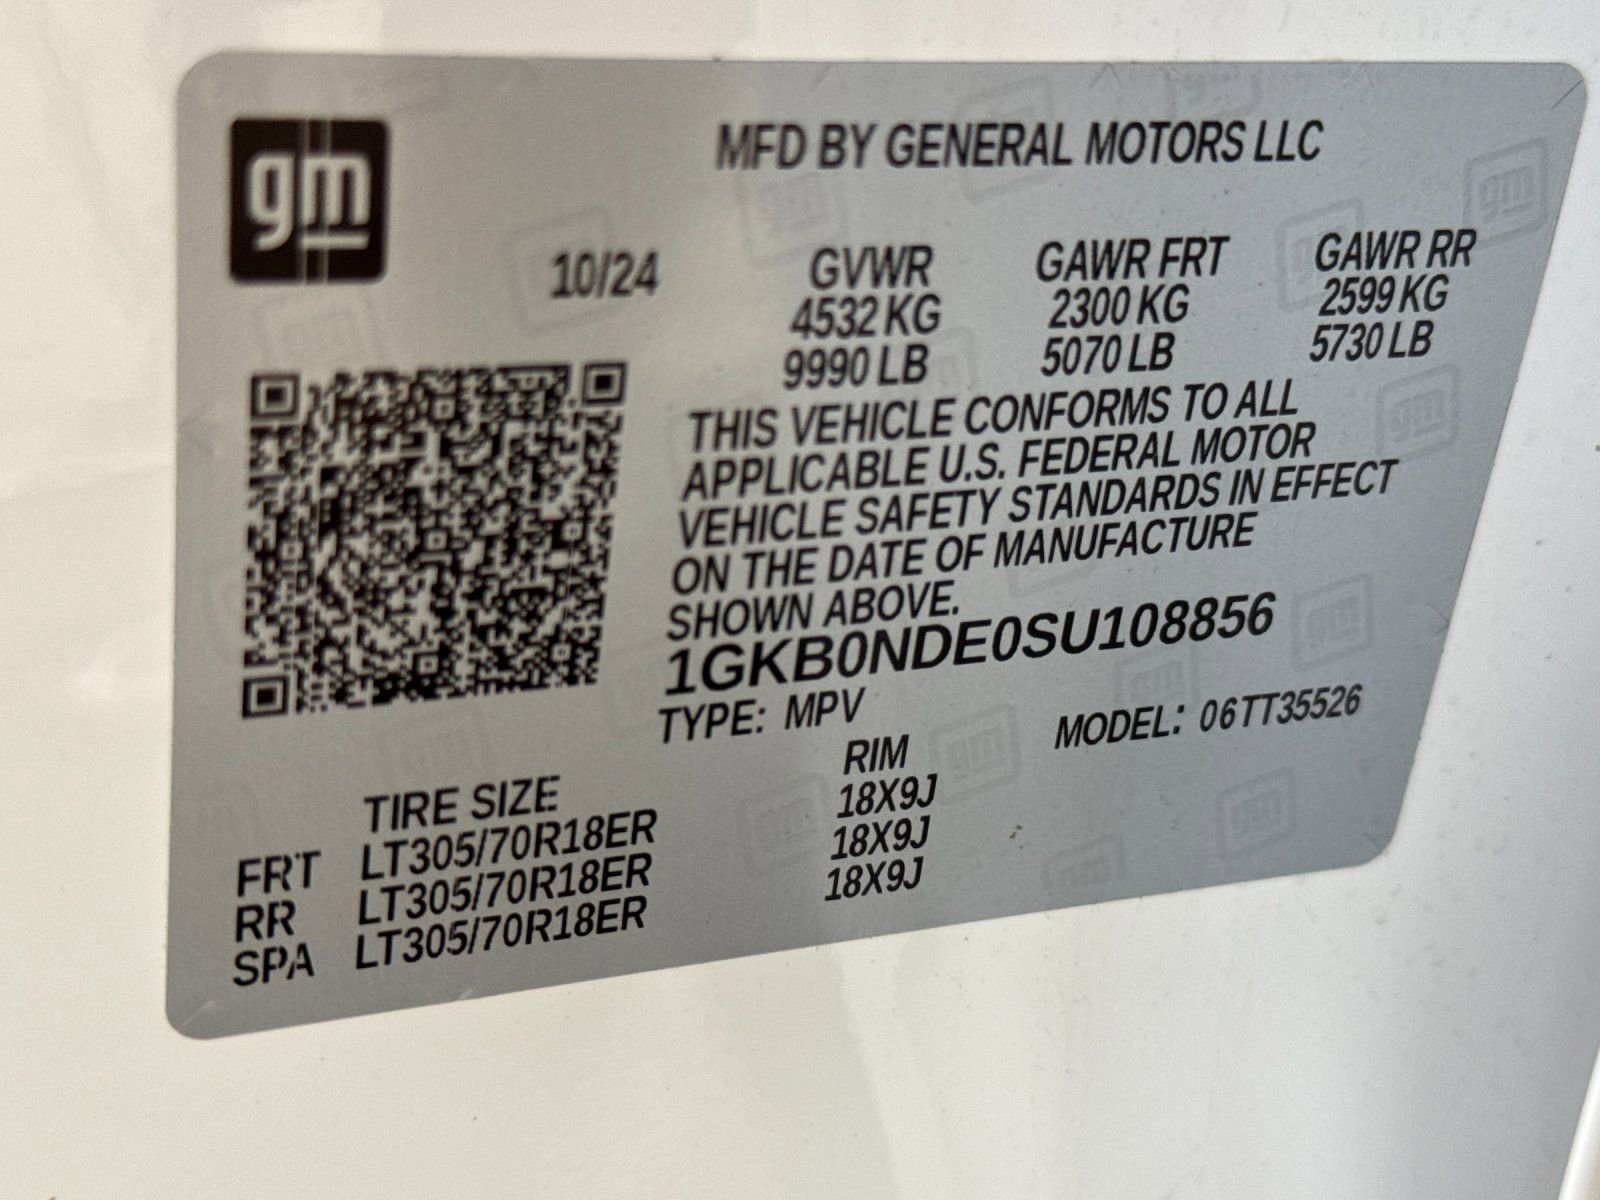 gm
MFD BY GENERAL MOTORS LLC
10/24 GVWR GAWR FRT GAWR RR
4532 KG 2300 KG 2599 KG
9990 LB 5070 LB 5730 LB
THIS VEHICLE CONFORMS TO ALL
APPLICABLE U.S. FEDERAL MOTOR
VEHICLE SAFETY STANDARDS IN EFFECT
ON THE DATE OF MANUFACTURE
SHOWN ABOVE.
1GKB0NDE0SU108856
TYPE: MPV MODEL: 06TT35526
TIRE SIZE RIM
FRT LT305/70R18ER 18X9J
RR LT305/70R18ER 18X9J
SPA LT305/70R18ER 18X9J